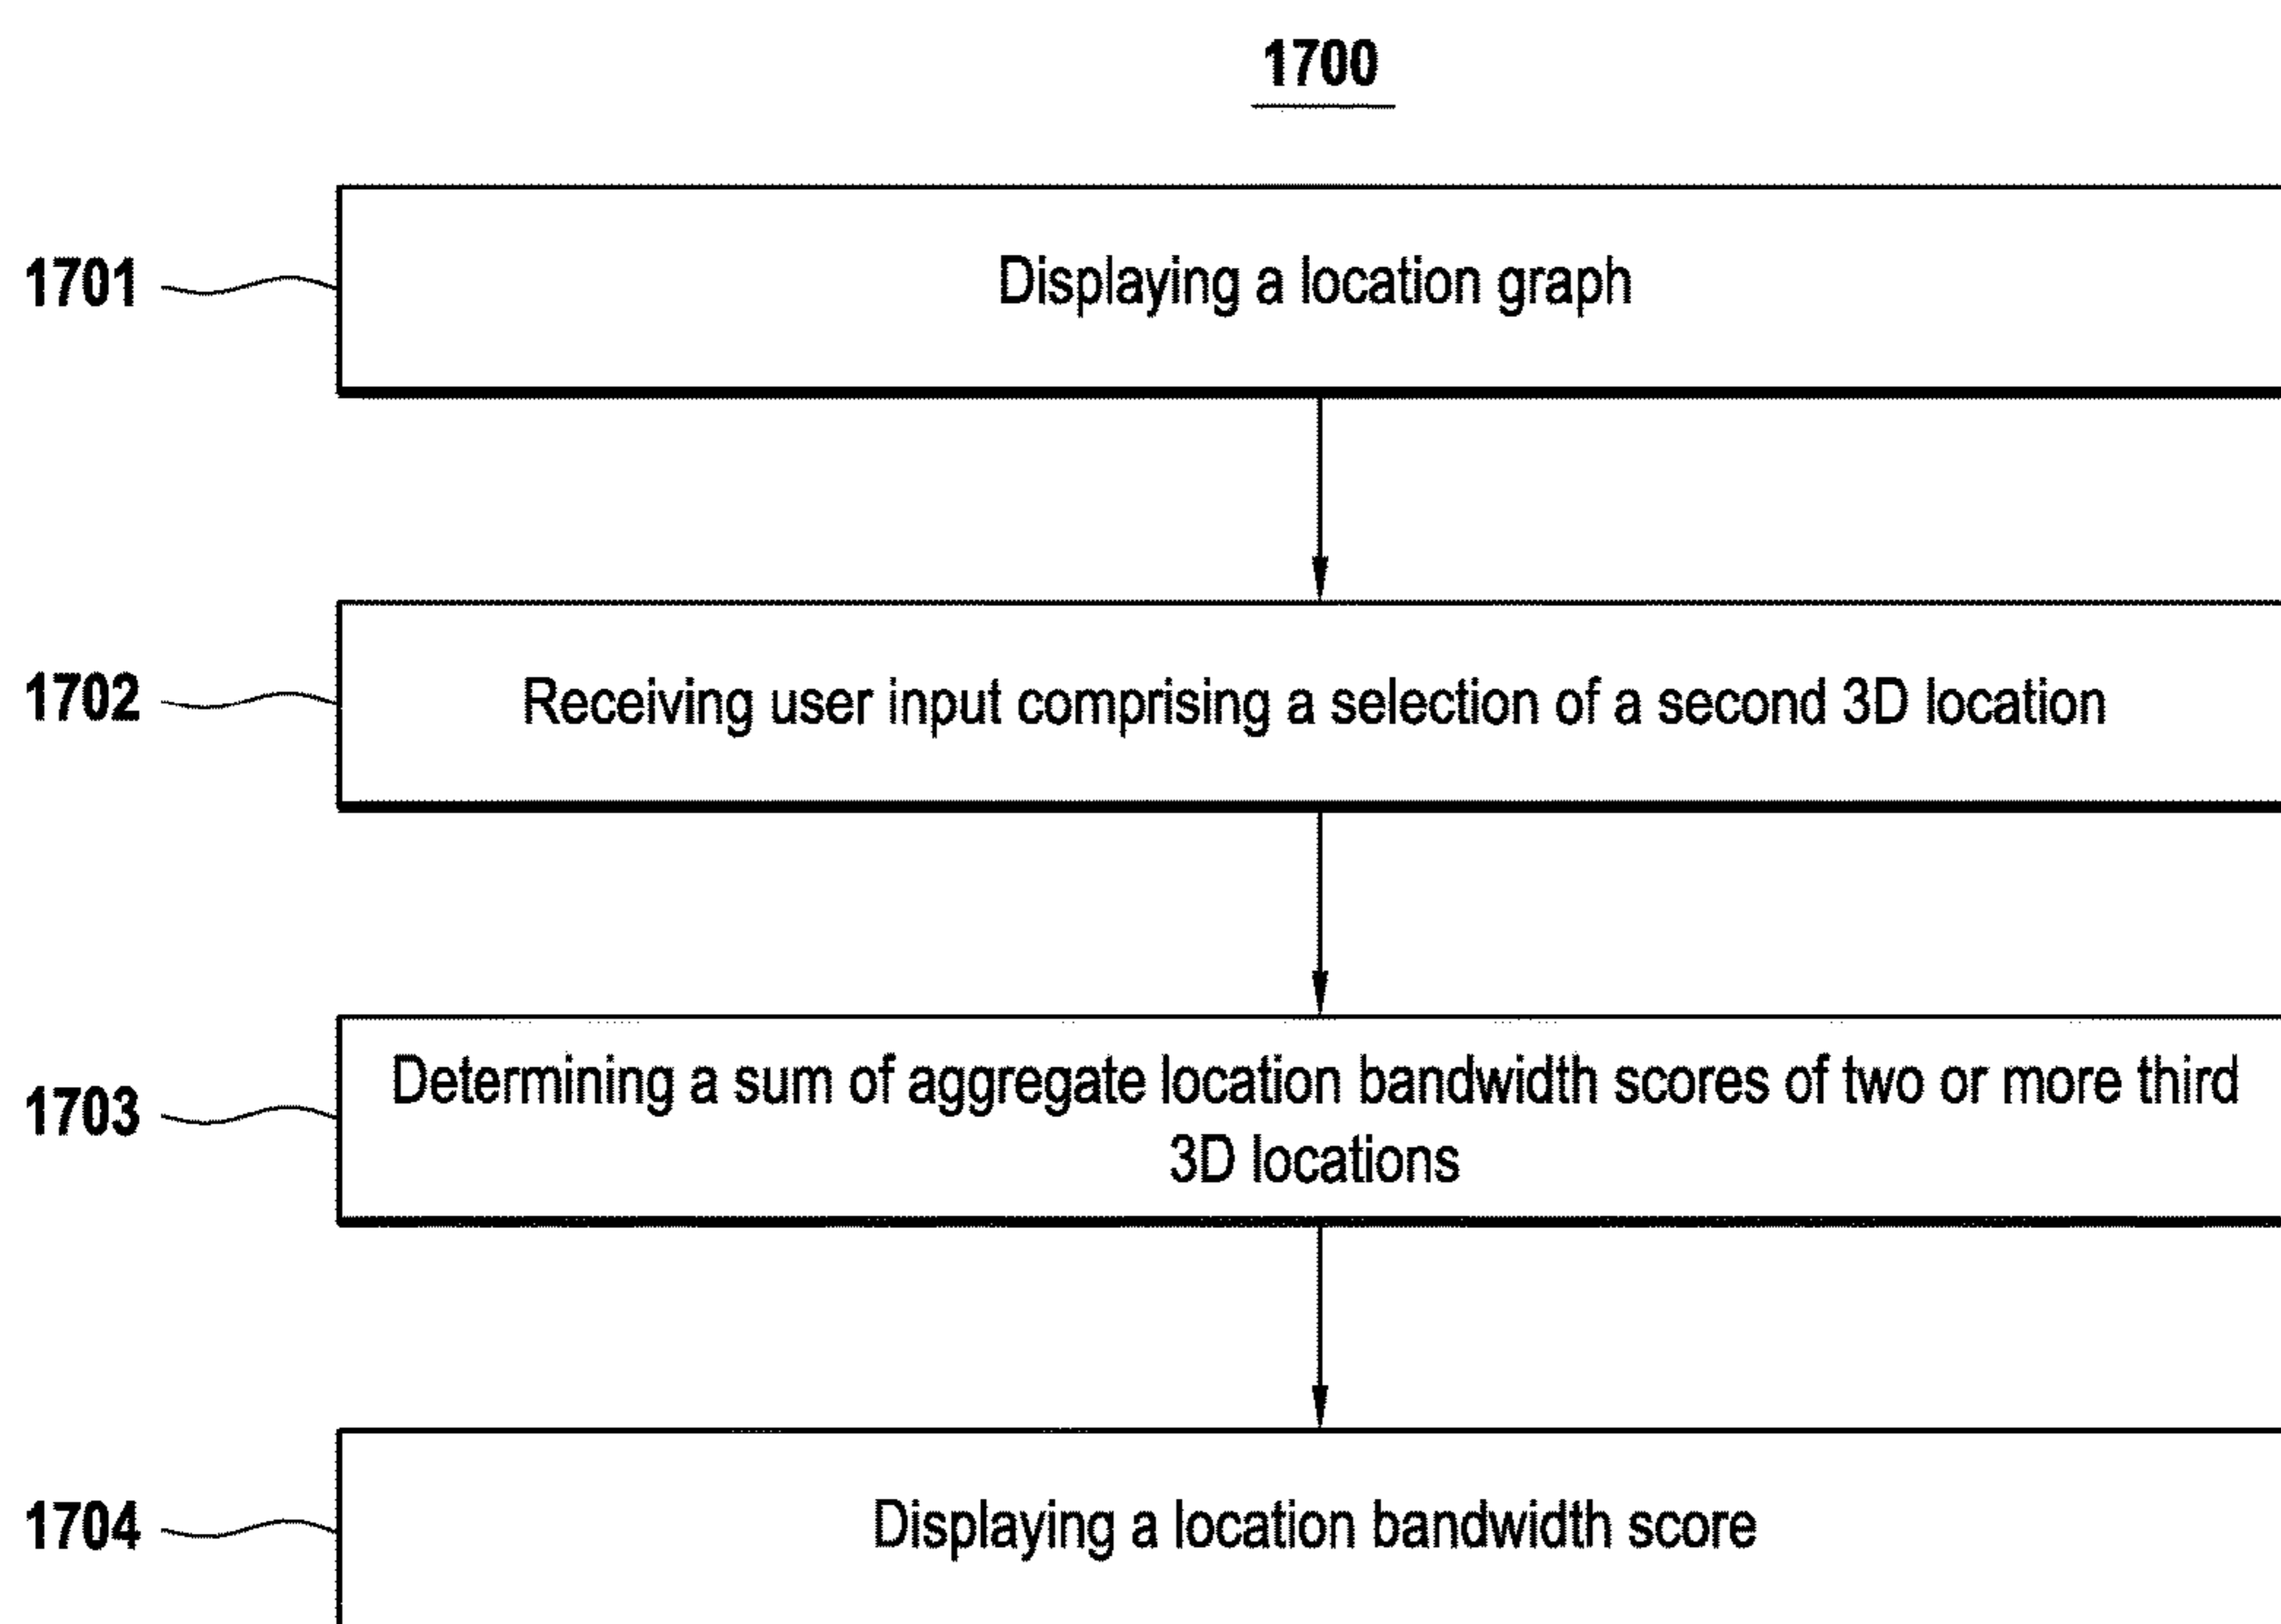 1700
1701
Displaying a location graph
1702
Receiving user input comprising a selection of a second 3D location
1703
Determining a sum of aggregate location bandwidth scores of two or more third
3D locations
1704
Displaying a location bandwidth score